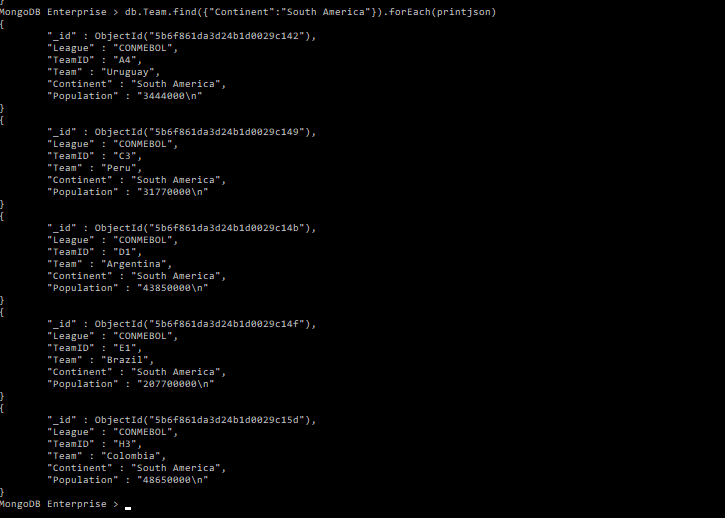 }
MongoDB Enterprise > db.Team.find({"Continent":"South America"}).forEach(printjson)
{
        "_id" : ObjectId("5b6f861da3d24b1d0029c142"),
        "League" : "CONMEBOL",
        "TeamID" : "A4",
        "Team" : "Uruguay",
        "Continent" : "South America",
        "Population" : "3444000\n"
}
{
        "_id" : ObjectId("5b6f861da3d24b1d0029c149"),
        "League" : "CONMEBOL",
        "TeamID" : "C3",
        "Team" : "Peru",
        "Continent" : "South America",
        "Population" : "31770000\n"
}
{
        "_id" : ObjectId("5b6f861da3d24b1d0029c14b"),
        "League" : "CONMEBOL",
        "TeamID" : "D1",
        "Team" : "Argentina",
        "Continent" : "South America",
        "Population" : "43850000\n"
}
{
        "_id" : ObjectId("5b6f861da3d24b1d0029c14f"),
        "League" : "CONMEBOL",
        "TeamID" : "E1",
        "Team" : "Brazil",
        "Continent" : "South America",
        "Population" : "207700000\n"
}
{
        "_id" : ObjectId("5b6f861da3d24b1d0029c15d"),
        "League" : "CONMEBOL",
        "TeamID" : "H3",
        "Team" : "Colombia",
        "Continent" : "South America",
        "Population" : "48650000\n"
}
MongoDB Enterprise >